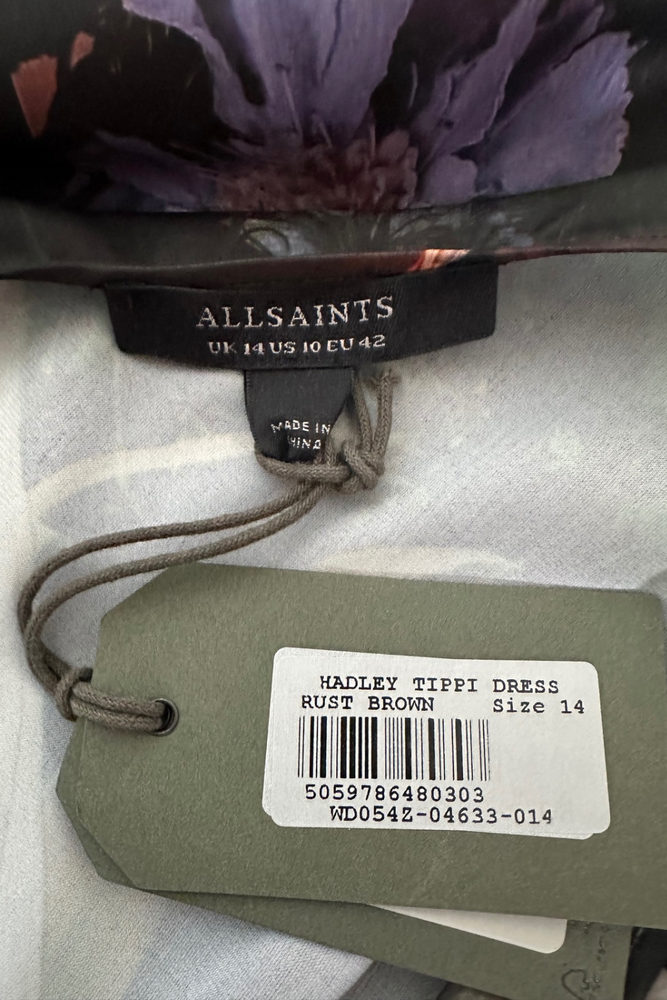 ALLSAINTS
UK 14 US 10 EU 42
MADE IN
HADLEY TIPPI DRESS
RUST BROWN Size 14
5059786480303
WD054Z-04633-014